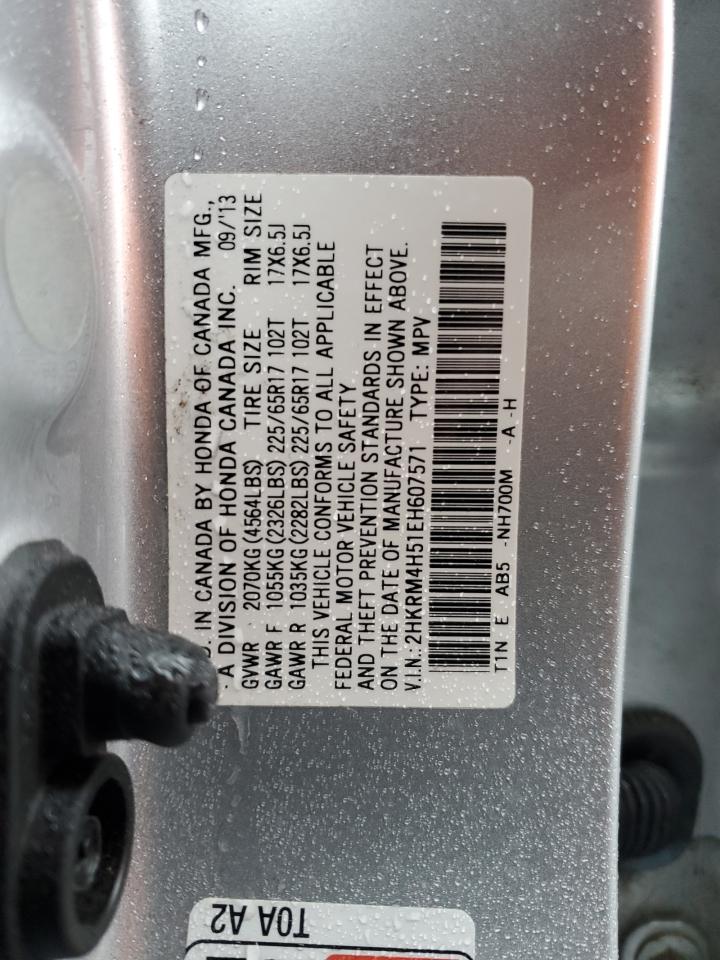 . IN CANADA BY HONDA OF CANADA MFG.,
- A DIVISION OF HONDA CANADA INC. 09/'13
GVWR 2070KG (4564LBS) TIRE SIZE RIM SIZE
GAWR F 1055KG (2326LBS) 225/65R17 102T 17X6.5J
GAWR R 1035KG (2282LBS) 225/65R17 102T 17X6.5J
THIS VEHICLE CONFORMS TO ALL APPLICABLE
FEDERAL MOTOR VEHICLE SAFETY
AND THEFT PREVENTION STANDARDS IN EFFECT
ON THE DATE OF MANUFACTURE SHOWN ABOVE.
V.I.N.: 2HKRM4H51EH607571 TYPE: MPV
T1N E AB5 -NH700M -A -H
T0A A2